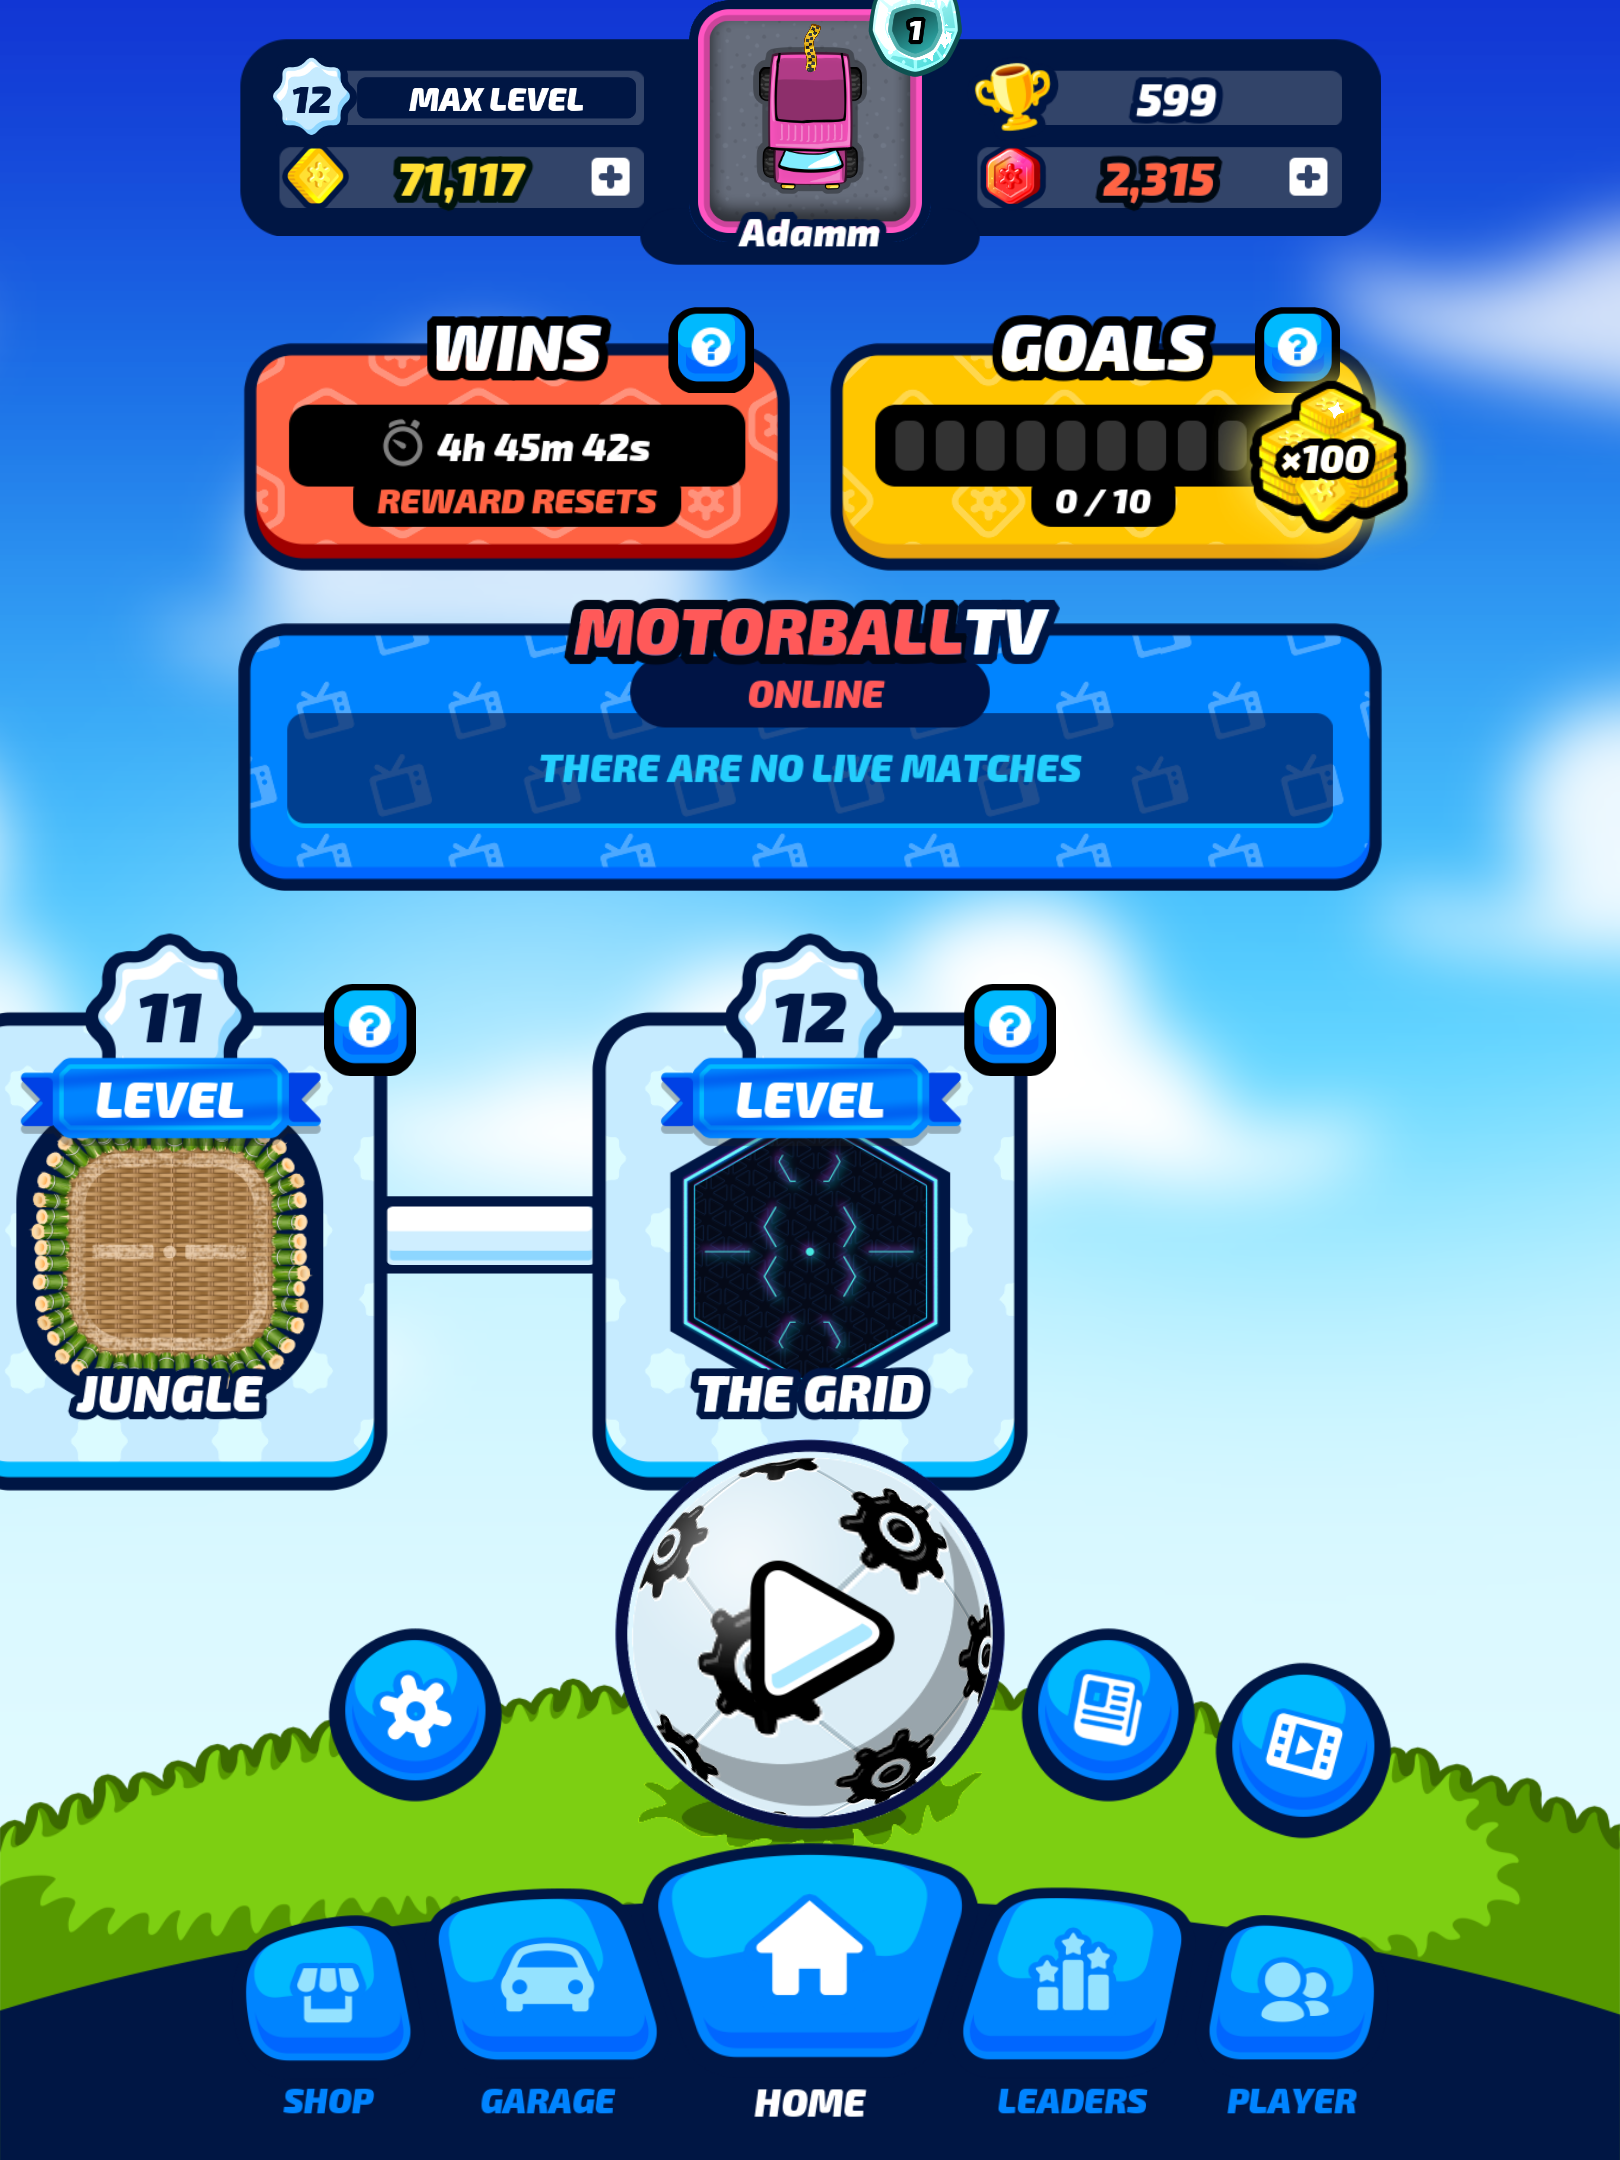 12
MAX LEVEL
71,117
1
Adamm
599
2,315
WINS
4h 45m 42s
REWARD RESETS
GOALS
×100
0 / 10
MOTORBALLTV
ONLINE
THERE ARE NO LIVE MATCHES
11
LEVEL
JUNGLE
12
LEVEL
THE GRID
SHOP
GARAGE
HOME
LEADERS
PLAYER